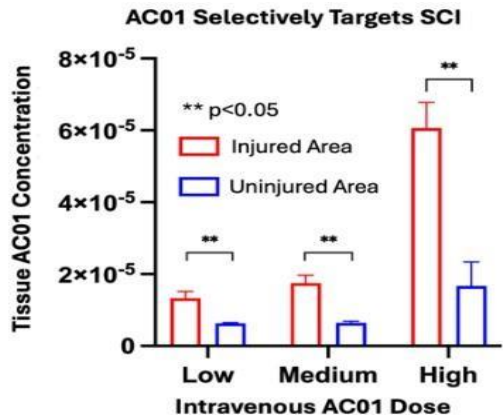 AC01 Selectively Targets SCI
Tissue AC01 Concentration
8×10⁻⁵
6×10⁻⁵
4×10⁻⁵
2×10⁻⁵
0
** p<0.05
Injured Area
Uninjured Area
**
**
**
Low Medium High
Intravenous AC01 Dose